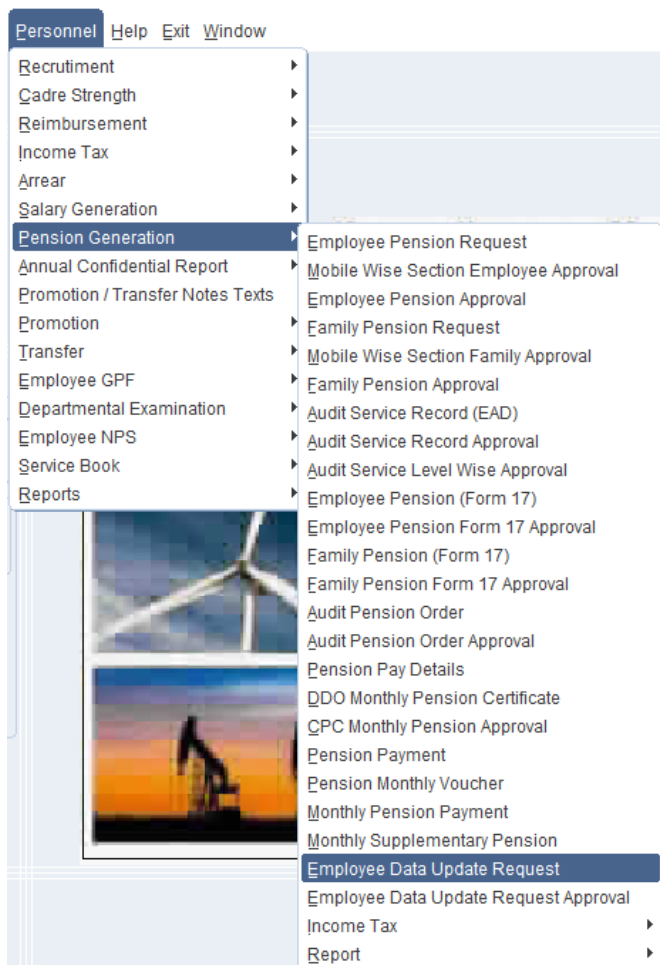 Personnel Help Exit Window
Recrutiment
Cadre Strength
Reimbursement
Income Tax
Arrear
Salary Generation
Pension Generation
Annual Confidential Report
Promotion / Transfer Notes Texts
Promotion
Transfer
Employee GPF
Departmental Examination
Employee NPS
Service Book
Reports
Employee Pension Request
Mobile Wise Section Employee Approval
Employee Pension Approval
Family Pension Request
Mobile Wise Section Family Approval
Family Pension Approval
Audit Service Record (EAD)
Audit Service Record Approval
Audit Service Level Wise Approval
Employee Pension (Form 17)
Employee Pension Form 17 Approval
Family Pension (Form 17)
Family Pension Form 17 Approval
Audit Pension Order
Audit Pension Order Approval
Pension Pay Details
DDO Monthly Pension Certificate
CPC Monthly Pension Approval
Pension Payment
Pension Monthly Voucher
Monthly Pension Payment
Monthly Supplementary Pension
Employee Data Update Request
Employee Data Update Request Approval
Income Tax
Report